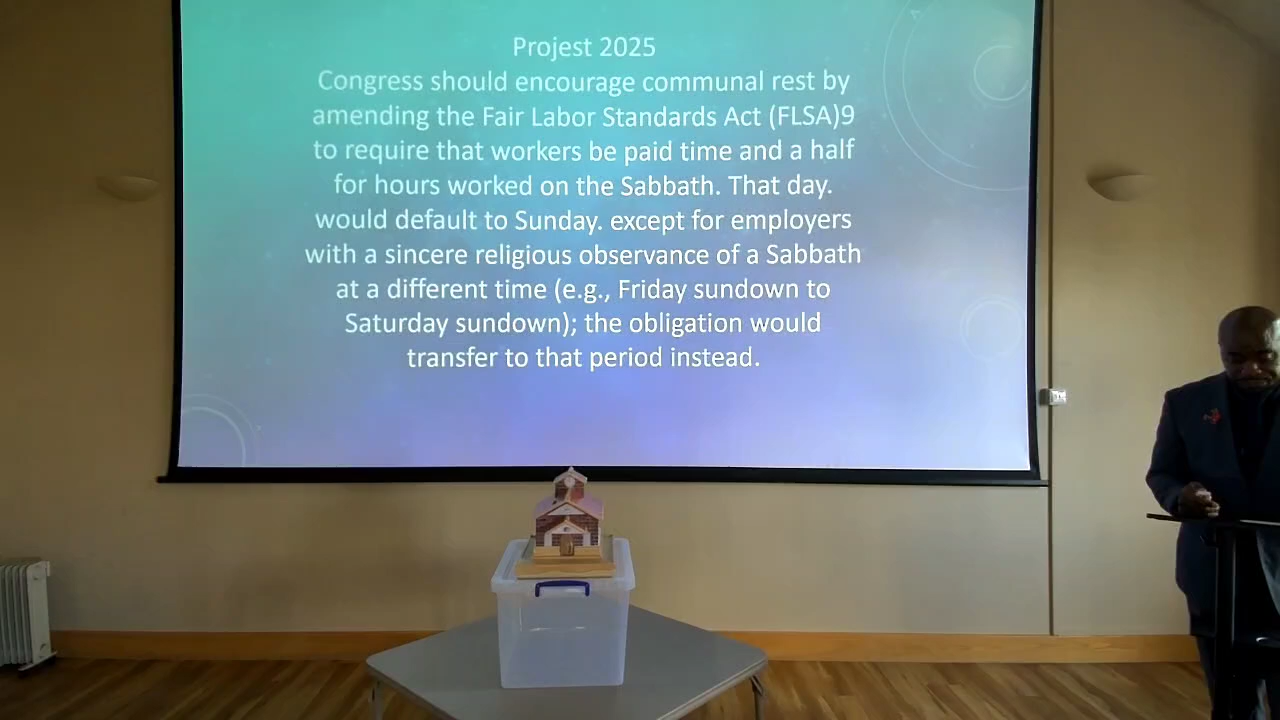 Projest 2025
Congress should encourage communal rest by
amending the Fair Labor Standards Act (FLSA)9
to require that workers be paid time and a half
for hours worked on the Sabbath. That day.
would default to Sunday. except for employers
with a sincere religious observance of a Sabbath
at a different time (e.g., Friday sundown to
Saturday sundown); the obligation would
transfer to that period instead.